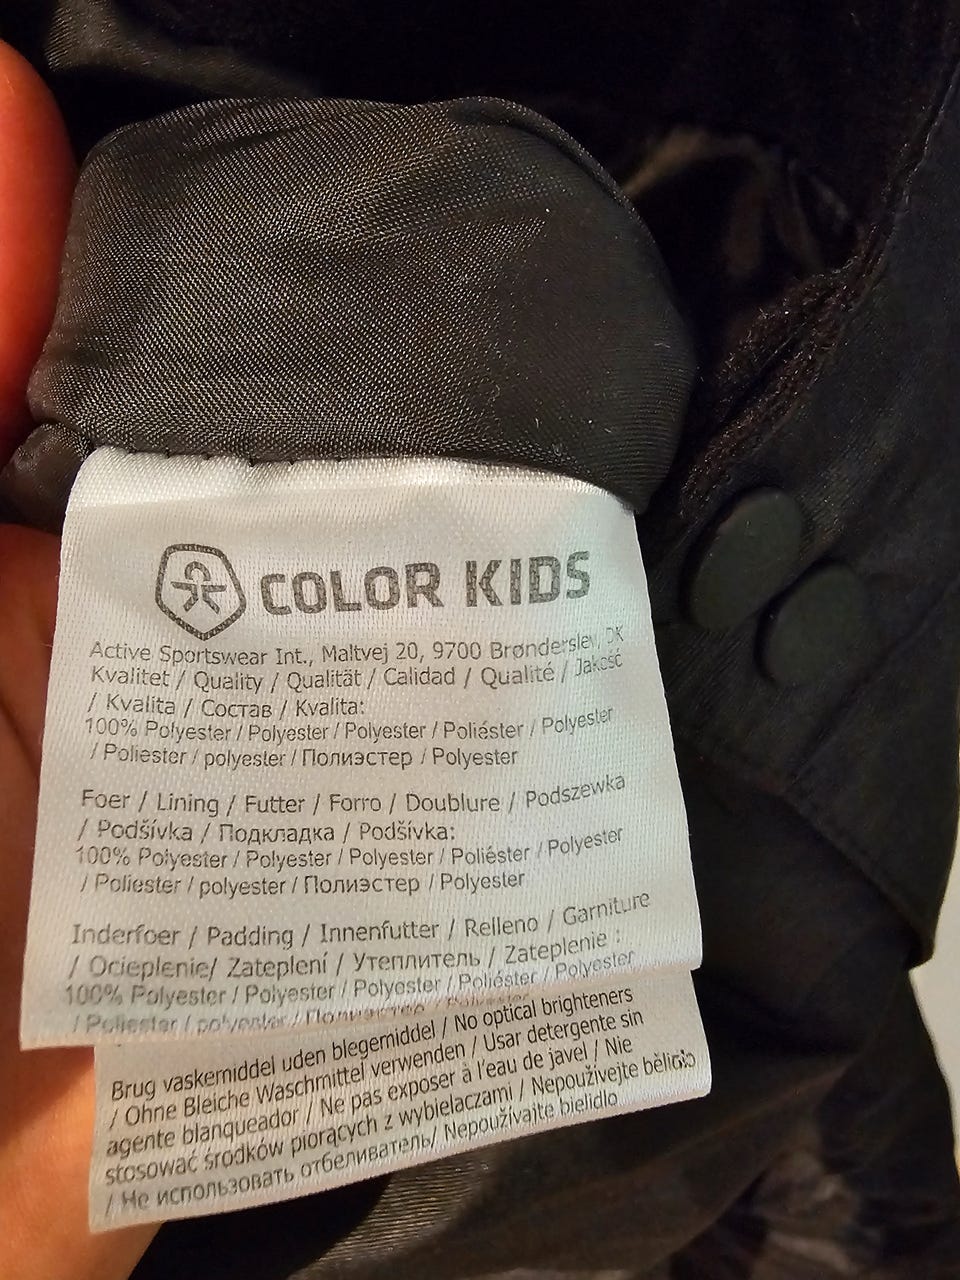 COLOR KIDS
Active Sportswear Int., Maltvej 20, 9700 Brønderslev, DK
Kvalitet / Quality / Qualität / Calidad / Qualité / Jakość
/ Kvalita / Состав / Kvalita:
100% Polyester / Polyester / Polyester / Poliéster / Polyester
/ Poliester / polyester / Полиэстер / Polyester
Foer / Lining / Futter / Forro / Doublure / Podszewka
/ Podšívka / Подкладка / Podšívka:
100% Polyester / Polyester / Polyester / Poliéster / Polyester
/ Poliester / polyester / Полиэстер / Polyester
Inderfoer / Padding / Innenfutter / Relleno / Garniture
/ Ocieplenie/ Zateplení / Утеплитель / Zateplenie :
100% Polyester / Polyester / Polyester / Poliéster / Polyester
/ Poliester / polyester / Полиэстер / Polyester
Brug vaskemiddel uden blegemiddel / No optical brighteners
/ Ohne Bleiche Waschmittel verwenden / Usar detergente sin
agente blanqueador / Ne pas exposer à l'eau de javel / Nie
stosować środków piorących z wybielaczami / Nepoužívejte
/ Не использовать отбеливатель/ Nepoužívajte bielidlo